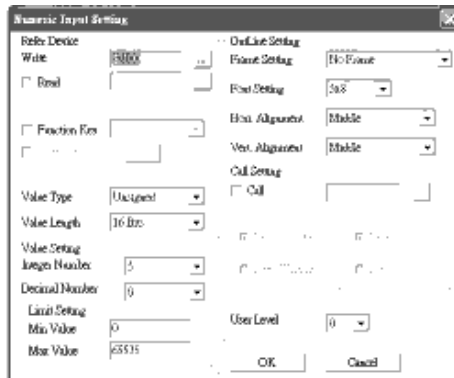 Numeric Input Setting
Refer Device
Write
Read
Function Key
Value Type Unsigned
Value Length 16 Bits
Value Setting
Integer Number 5
Decimal Number 0
Limit Setting
Min Value 0
Max Value 65535
OutLine Setting
Frame Setting No Frame
Font Setting 5x8
Hori. Alignment Middle
Vert. Alignment Middle
Call Setting
Call
User Level 0
OK Cancel